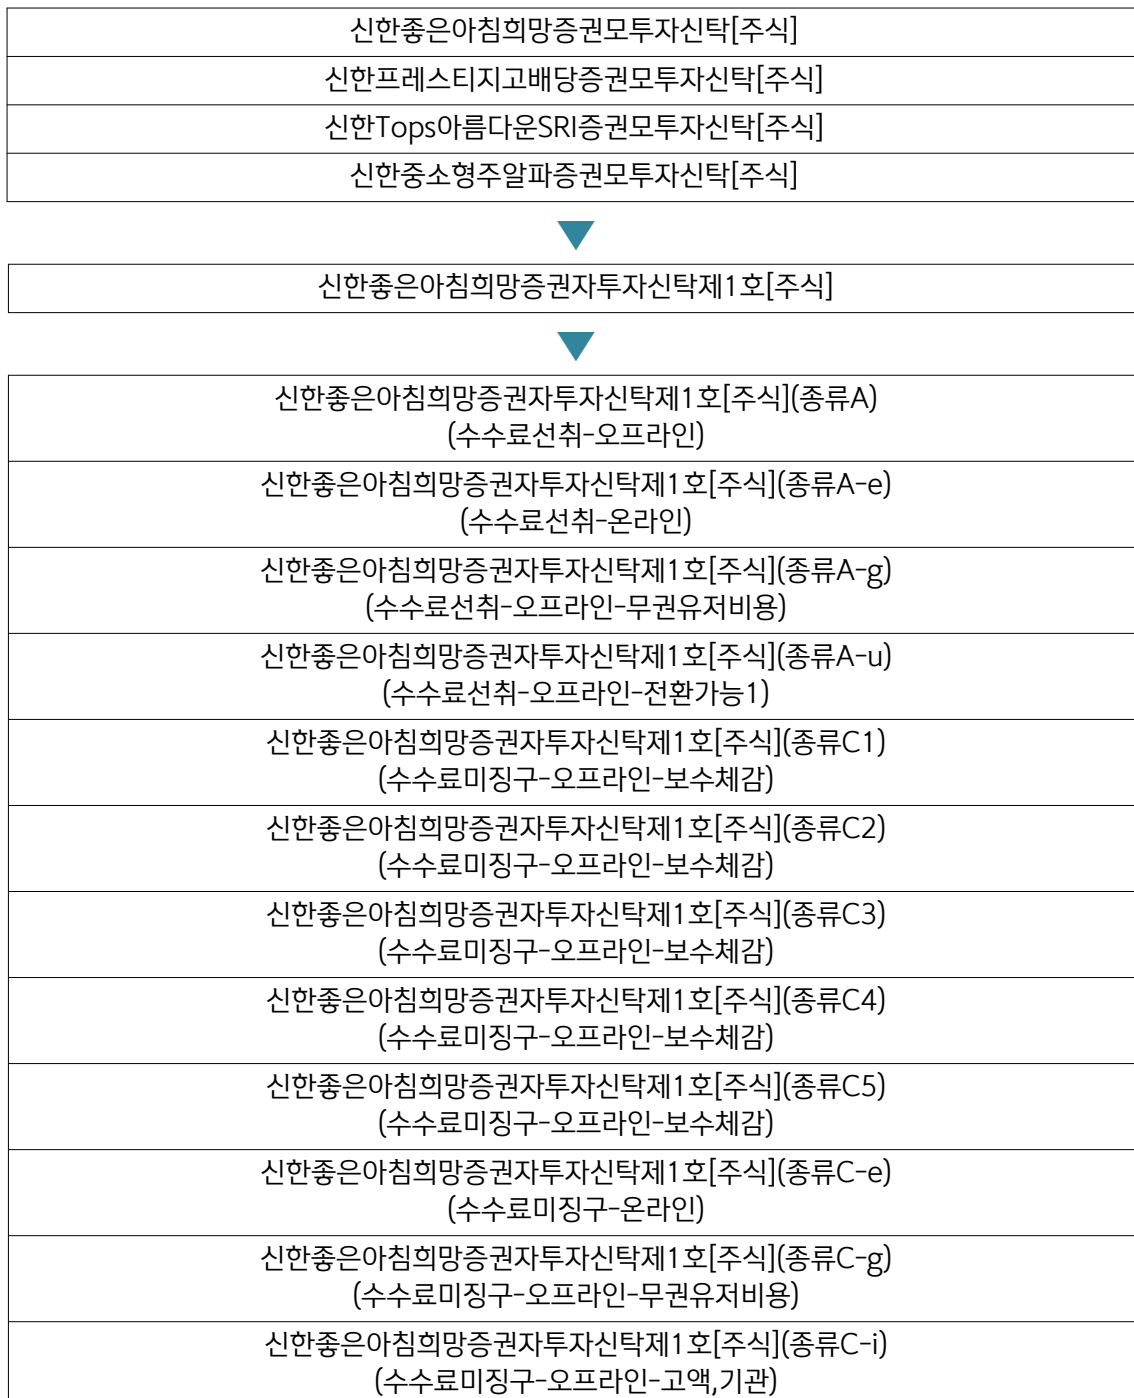 신한좋은아침희망증권모투자신탁[주식]
신한프레스티지고배당증권모투자신탁[주식]
신한Tops아름다운SRI증권모투자신탁[주식]
신한중소형주알파증권모투자신탁[주식]
신한좋은아침희망증권자투자신탁제1호[주식]
신한좋은아침희망증권자투자신탁제1호[주식](종류A)
(수수료선취-오프라인)
신한좋은아침희망증권자투자신탁제1호[주식](종류A-e)
(수수료선취-온라인)
신한좋은아침희망증권자투자신탁제1호[주식](종류A-g)
(수수료선취-오프라인-무권유저비용)
신한좋은아침희망증권자투자신탁제1호[주식](종류A-u)
(수수료선취-오프라인-전환가능1)
신한좋은아침희망증권자투자신탁제1호[주식](종류C1)
(수수료미징구-오프라인-보수체감)
신한좋은아침희망증권자투자신탁제1호[주식](종류C2)
(수수료미징구-오프라인-보수체감)
신한좋은아침희망증권자투자신탁제1호[주식](종류C3)
(수수료미징구-오프라인-보수체감)
신한좋은아침희망증권자투자신탁제1호[주식](종류C4)
(수수료미징구-오프라인-보수체감)
신한좋은아침희망증권자투자신탁제1호[주식](종류C5)
(수수료미징구-오프라인-보수체감)
신한좋은아침희망증권자투자신탁제1호[주식](종류C-e)
(수수료미징구-온라인)
신한좋은아침희망증권자투자신탁제1호[주식](종류C-g)
(수수료미징구-오프라인-무권유저비용)
신한좋은아침희망증권자투자신탁제1호[주식](종류C-i)
(수수료미징구-오프라인-고액,기관)